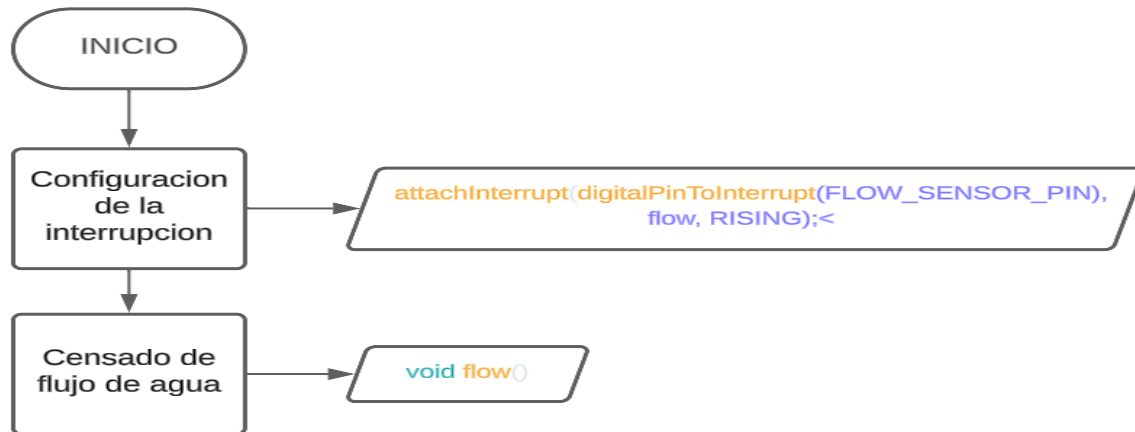 INICIO
Configuracion
de la
interrupcion
attachInterrupt(digitalPinToInterrupt(FLOW_SENSOR_PIN),
flow, RISING);<
Censado de
flujo de agua
void flow()